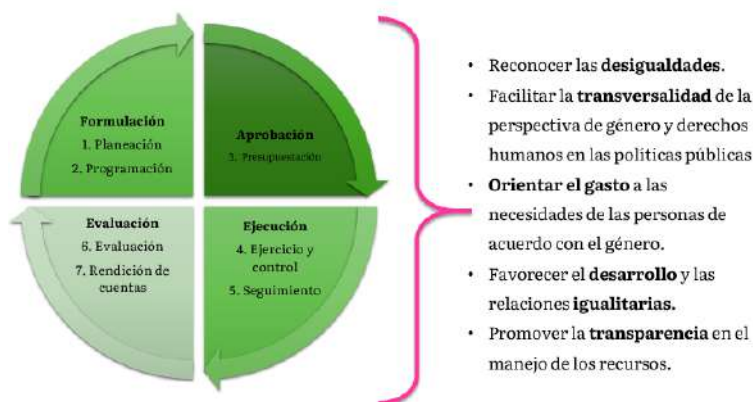 Formulación
1. Planeación
2. Programación
Aprobación
3. Presupuestación
Evaluación
6. Evaluación
7. Rendición de
cuentas
Ejecución
4. Ejercicio y
control
5. Seguimiento
• Reconocer las desigualdades.
• Facilitar la transversalidad de la
perspectiva de género y derechos
humanos en las políticas públicas
• Orientar el gasto a las
necesidades de las personas de
acuerdo con el género.
• Favorecer el desarrollo y las
relaciones igualitarias.
• Promover la transparencia en el
manejo de los recursos.